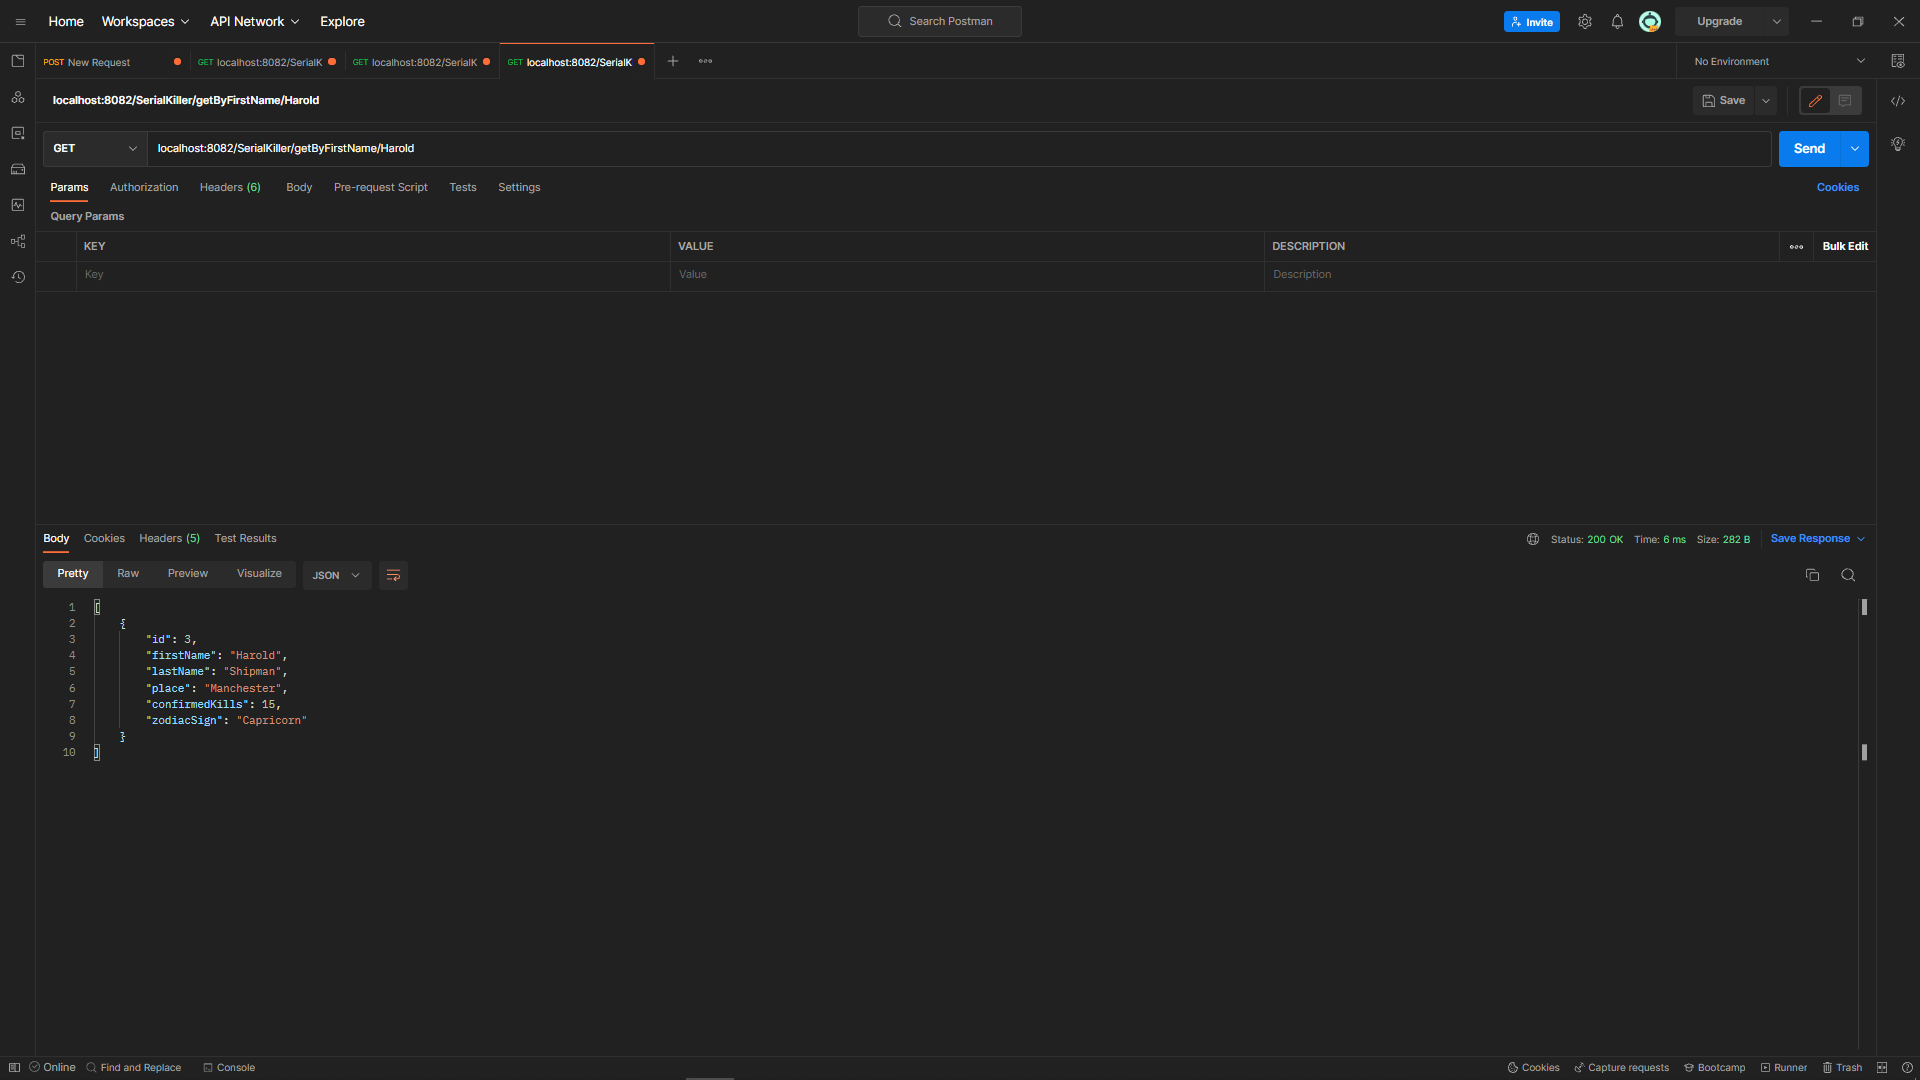 Home Workspaces API Network Explore Search Postman Invite Upgrade
POST New Request GET localhost:8082/SerialK GET localhost:8082/SerialK GET localhost:8082/SerialK No Environment
localhost:8082/SerialKiller/getByFirstName/Harold Save
GET localhost:8082/SerialKiller/getByFirstName/Harold Send
Params Authorization Headers (6) Body Pre-request Script Tests Settings Cookies
Query Params
KEY VALUE DESCRIPTION Bulk Edit
Key Value Description
Body Cookies Headers (5) Test Results Status: 200 OK Time: 6 ms Size: 282 B Save Response
Pretty Raw Preview Visualize JSON
1 [
2 {
3 "id": 3,
4 "firstName": "Harold",
5 "lastName": "Shipman",
6 "place": "Manchester",
7 "confirmedKills": 15,
8 "zodiacSign": "Capricorn"
9 }
10 ]
Online Find and Replace Console Cookies Capture requests Bootcamp Runner Trash